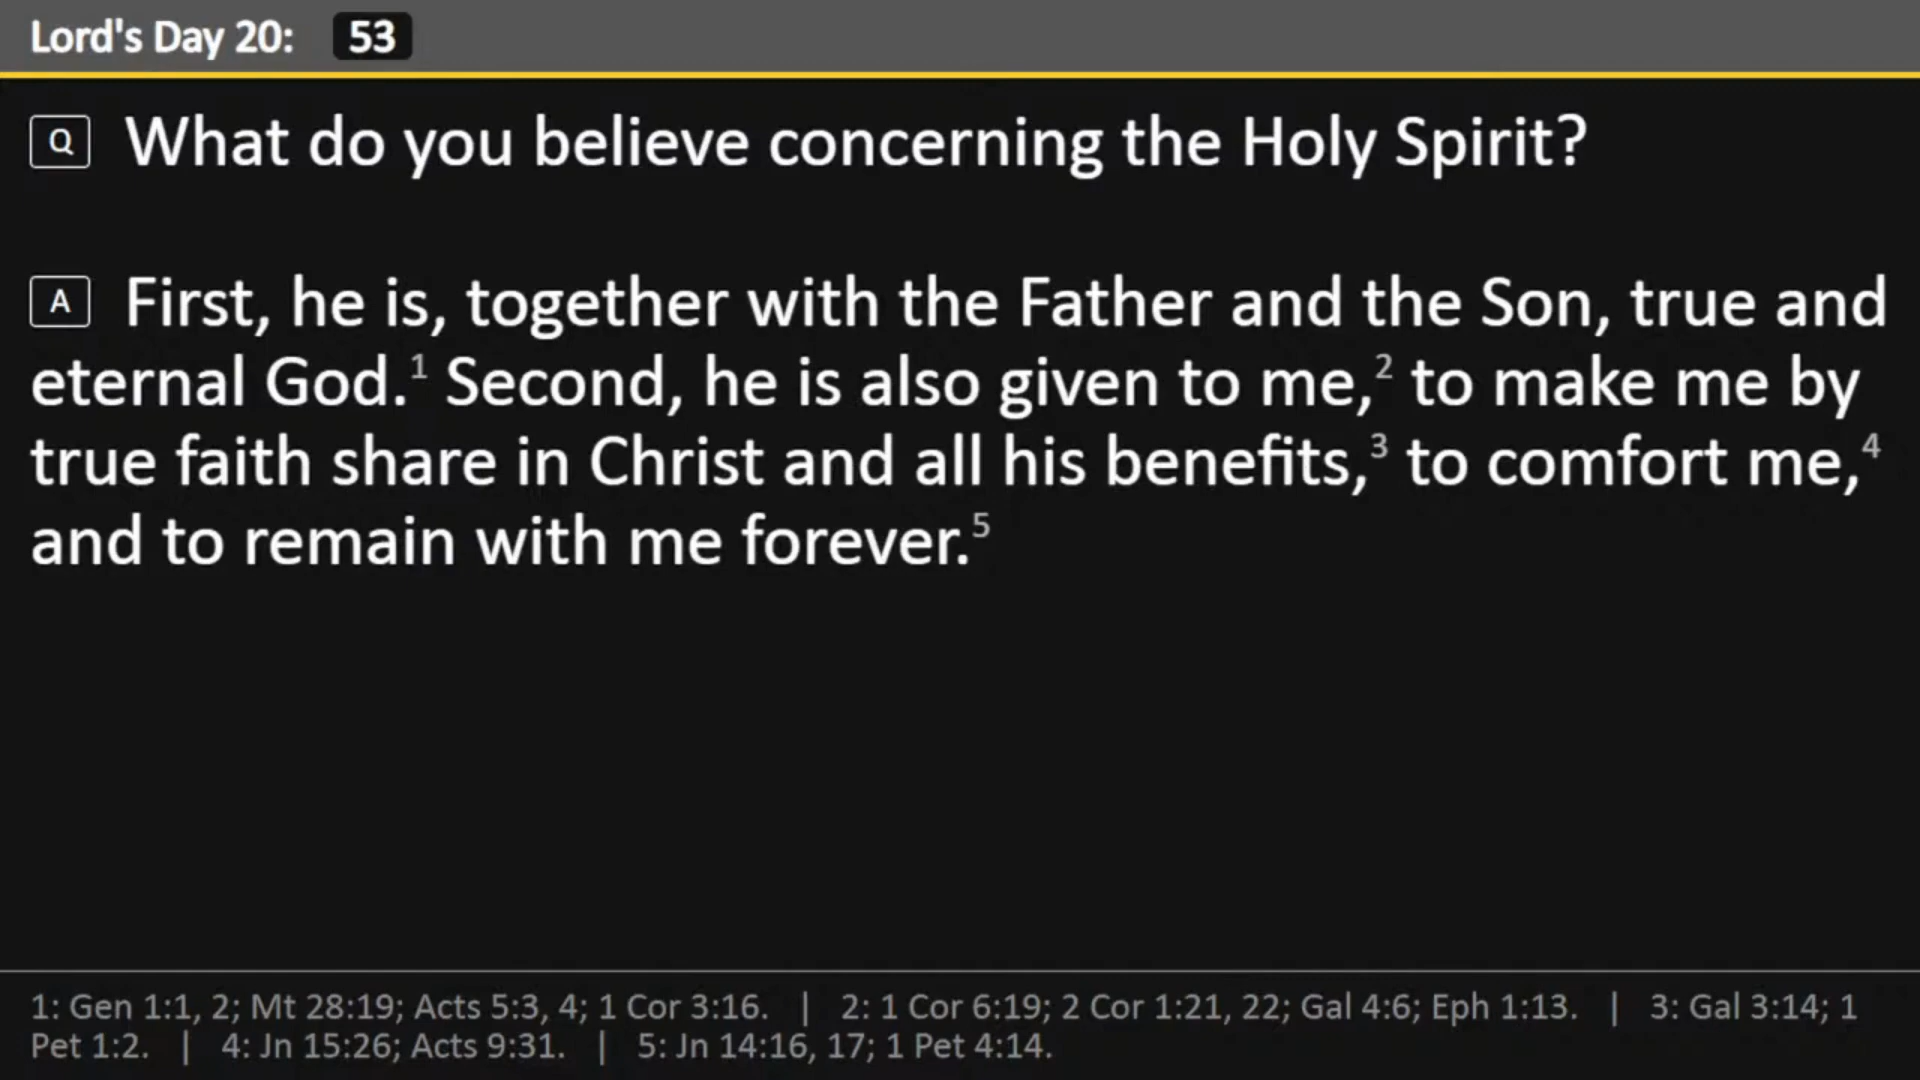 Lord's Day 20: 53
Q What do you believe concerning the Holy Spirit?
A First, he is, together with the Father and the Son, true and
eternal God.1 Second, he is also given to me,2 to make me by
true faith share in Christ and all his benefits,3 to comfort me,4
and to remain with me forever.5
1: Gen 1:1, 2; Mt 28:19; Acts 5:3, 4; 1 Cor 3:16. | 2: 1 Cor 6:19; 2 Cor 1:21, 22; Gal 4:6; Eph 1:13. | 3: Gal 3:14; 1
Pet 1:2. | 4: Jn 15:26; Acts 9:31. | 5: Jn 14:16, 17; 1 Pet 4:14.